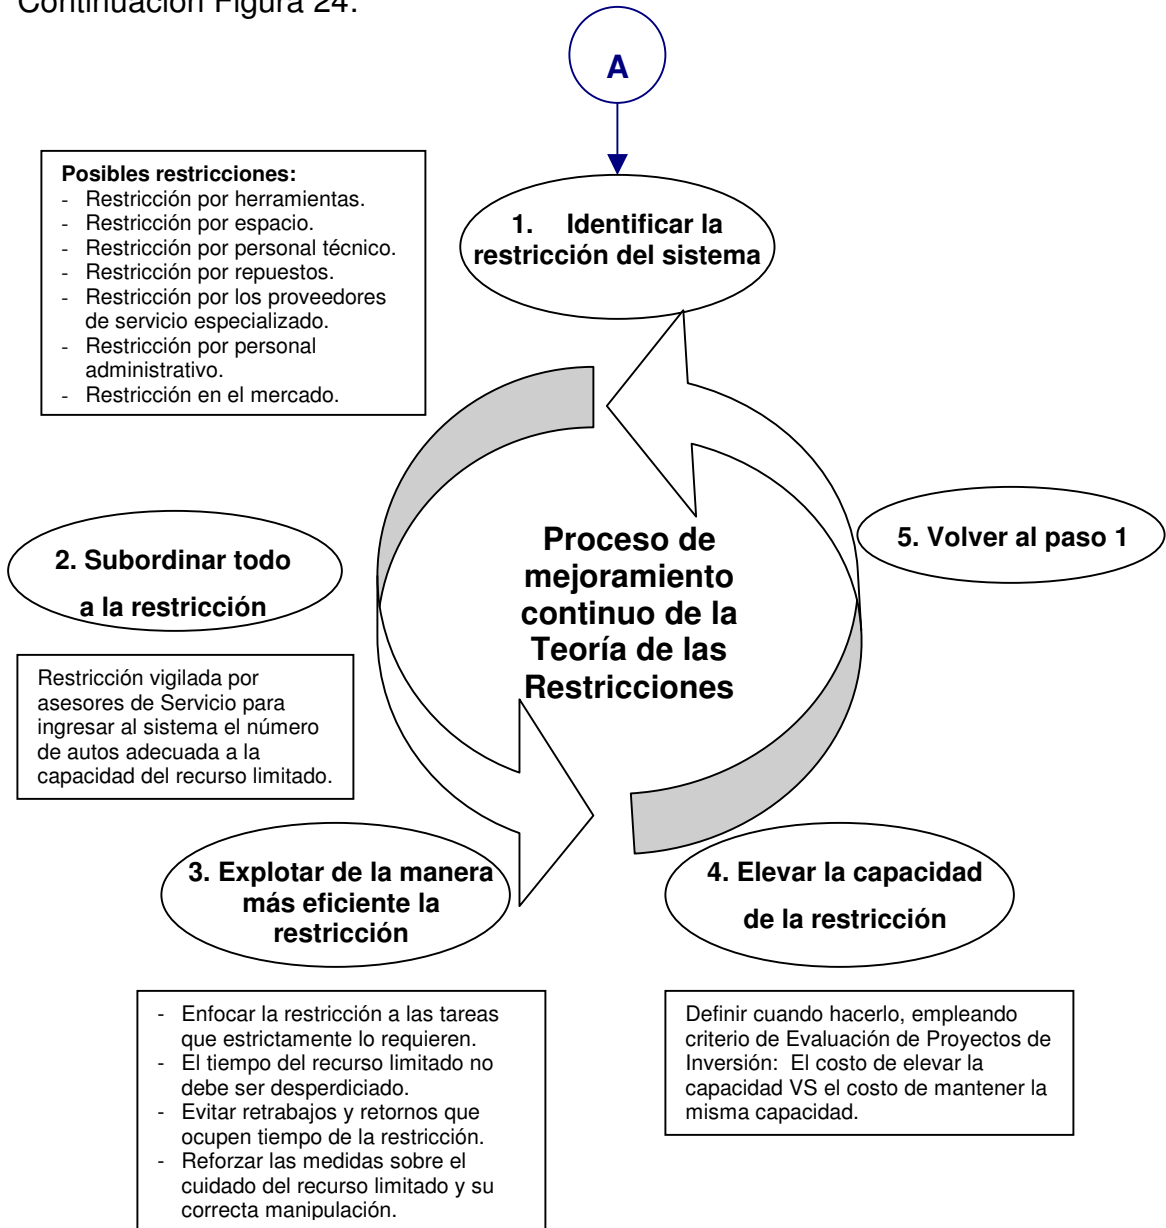 Continuación Figura 24.
A
Posibles restricciones:
- Restricción por herramientas.
- Restricción por espacio.
- Restricción por personal técnico.
- Restricción por repuestos.
- Restricción por los proveedores
de servicio especializado.
- Restricción por personal
administrativo.
- Restricción en el mercado.
1. Identificar la
restricción del sistema
2. Subordinar todo
a la restricción
Restricción vigilada por
asesores de Servicio para
ingresar al sistema el número
de autos adecuada a la
capacidad del recurso limitado.
Proceso de
mejoramiento
continuo de la
Teoría de las
Restricciones
5. Volver al paso 1
3. Explotar de la manera
más eficiente la
restricción
- Enfocar la restricción a las tareas
que estrictamente lo requieren.
- El tiempo del recurso limitado no
debe ser desperdiciado.
- Evitar retrabajos y retornos que
ocupen tiempo de la restricción.
- Reforzar las medidas sobre el
cuidado del recurso limitado y su
correcta manipulación.
4. Elevar la capacidad
de la restricción
Definir cuando hacerlo, empleando
criterio de Evaluación de Proyectos de
Inversión: El costo de elevar la
capacidad VS el costo de mantener la
misma capacidad.